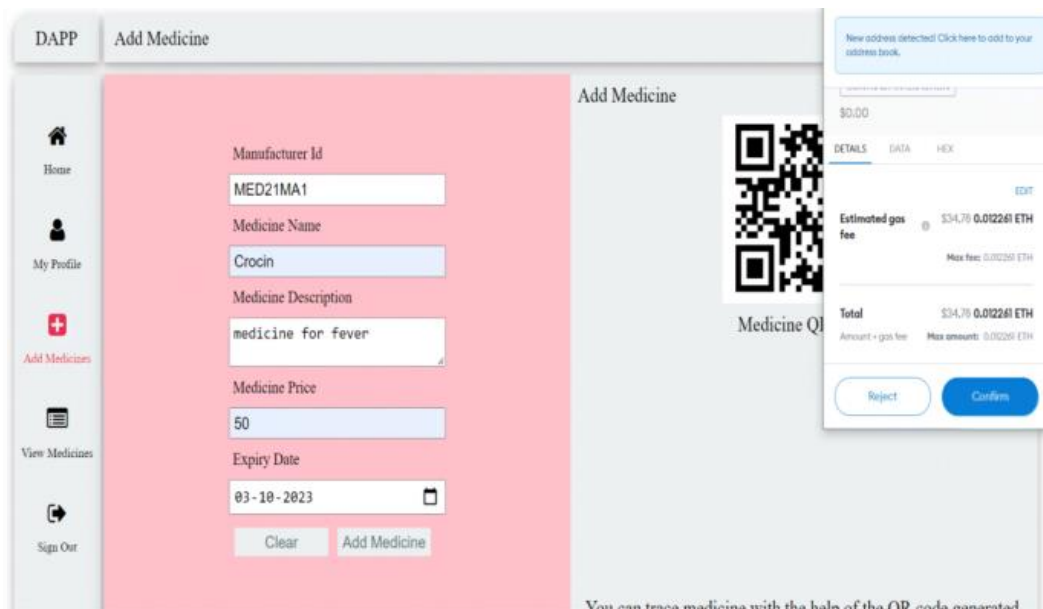 DAPP
Add Medicine
Home
My Profile
Add Medicines
View Medicines
Sign Out
Manufacturer Id
MED21MA1
Medicine Name
Crocin
Medicine Description
medicine for fever
Medicine Price
50
Expiry Date
03-10-2023
Clear Add Medicine
Add Medicine
Medicine
You can trace medicine with the help of the QR code generated
New address detected! Click here to add to your
address book.
$0.00
DETAILS DATA HEX
EDIT
Estimated gas
fee
$34.78 0.012261 ETH
Max fee: 0.012261 ETH
Total $34.78 0.012261 ETH
Amount + gas fee Max amount: 0.012261 ETH
Reject Confirm